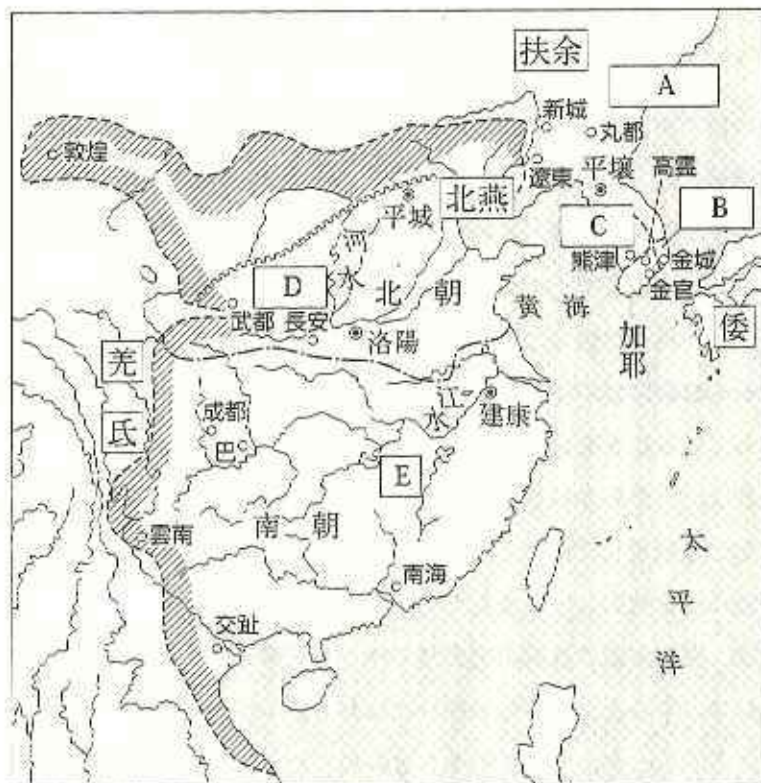 扶余
A
新城
丸都
敦煌
遼東
平壌
高霊
北燕
平城
B
C
河水
熊津
金城
金官
D
北朝
黄海
加耶
倭
武都
長安
洛陽
羌
氐
江水
建康
成都
巴
E
雲南
南朝
南海
太平洋
交趾